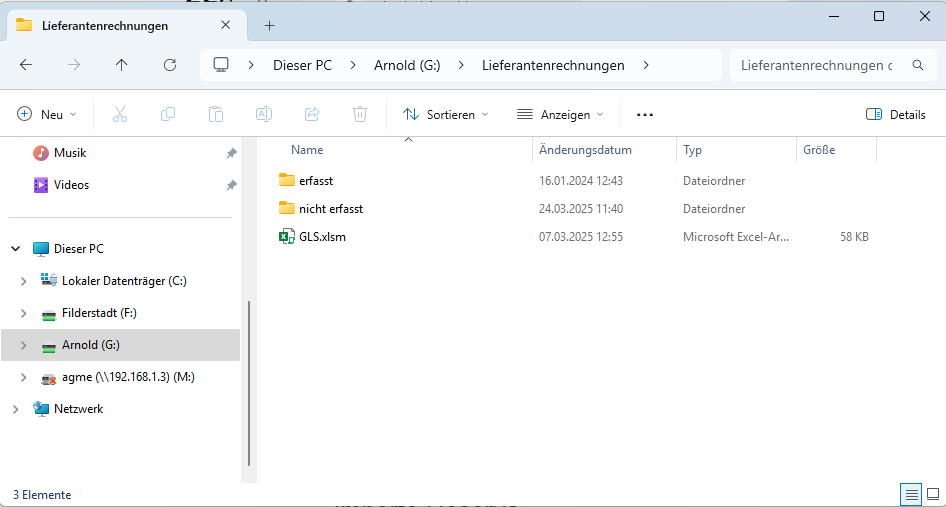 Lieferantenrechnungen
Dieser PC
Arnold (G:)
Lieferantenrechnungen
Lieferantenrechnungen
Neu
Sortieren
Anzeigen
Details
Musik
Videos
Dieser PC
Lokaler Datenträger (C:)
Filderstadt (F:)
Arnold (G:)
agme (\\192.168.1.3) (M:)
Netzwerk
Name Änderungsdatum Typ Größe
erfasst 16.01.2024 12:43 Dateiordner
nicht erfasst 24.03.2025 11:40 Dateiordner
GLS.xlsm 07.03.2025 12:55 Microsoft Excel-Ar... 58 KB
3 Elemente